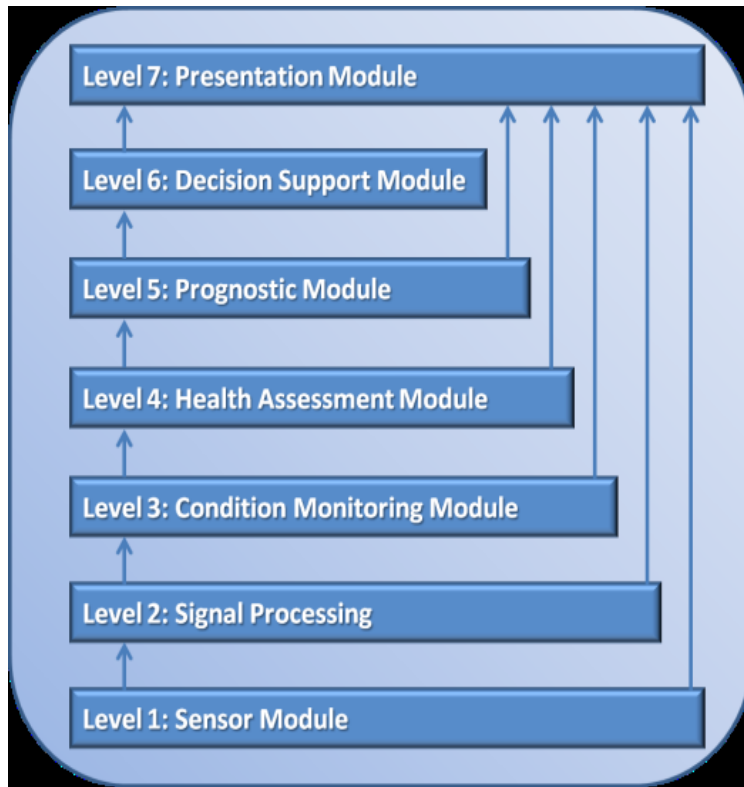 Level 7: Presentation Module
Level 6: Decision Support Module
Level 5: Prognostic Module
Level 4: Health Assessment Module
Level 3: Condition Monitoring Module
Level 2: Signal Processing
Level 1: Sensor Module